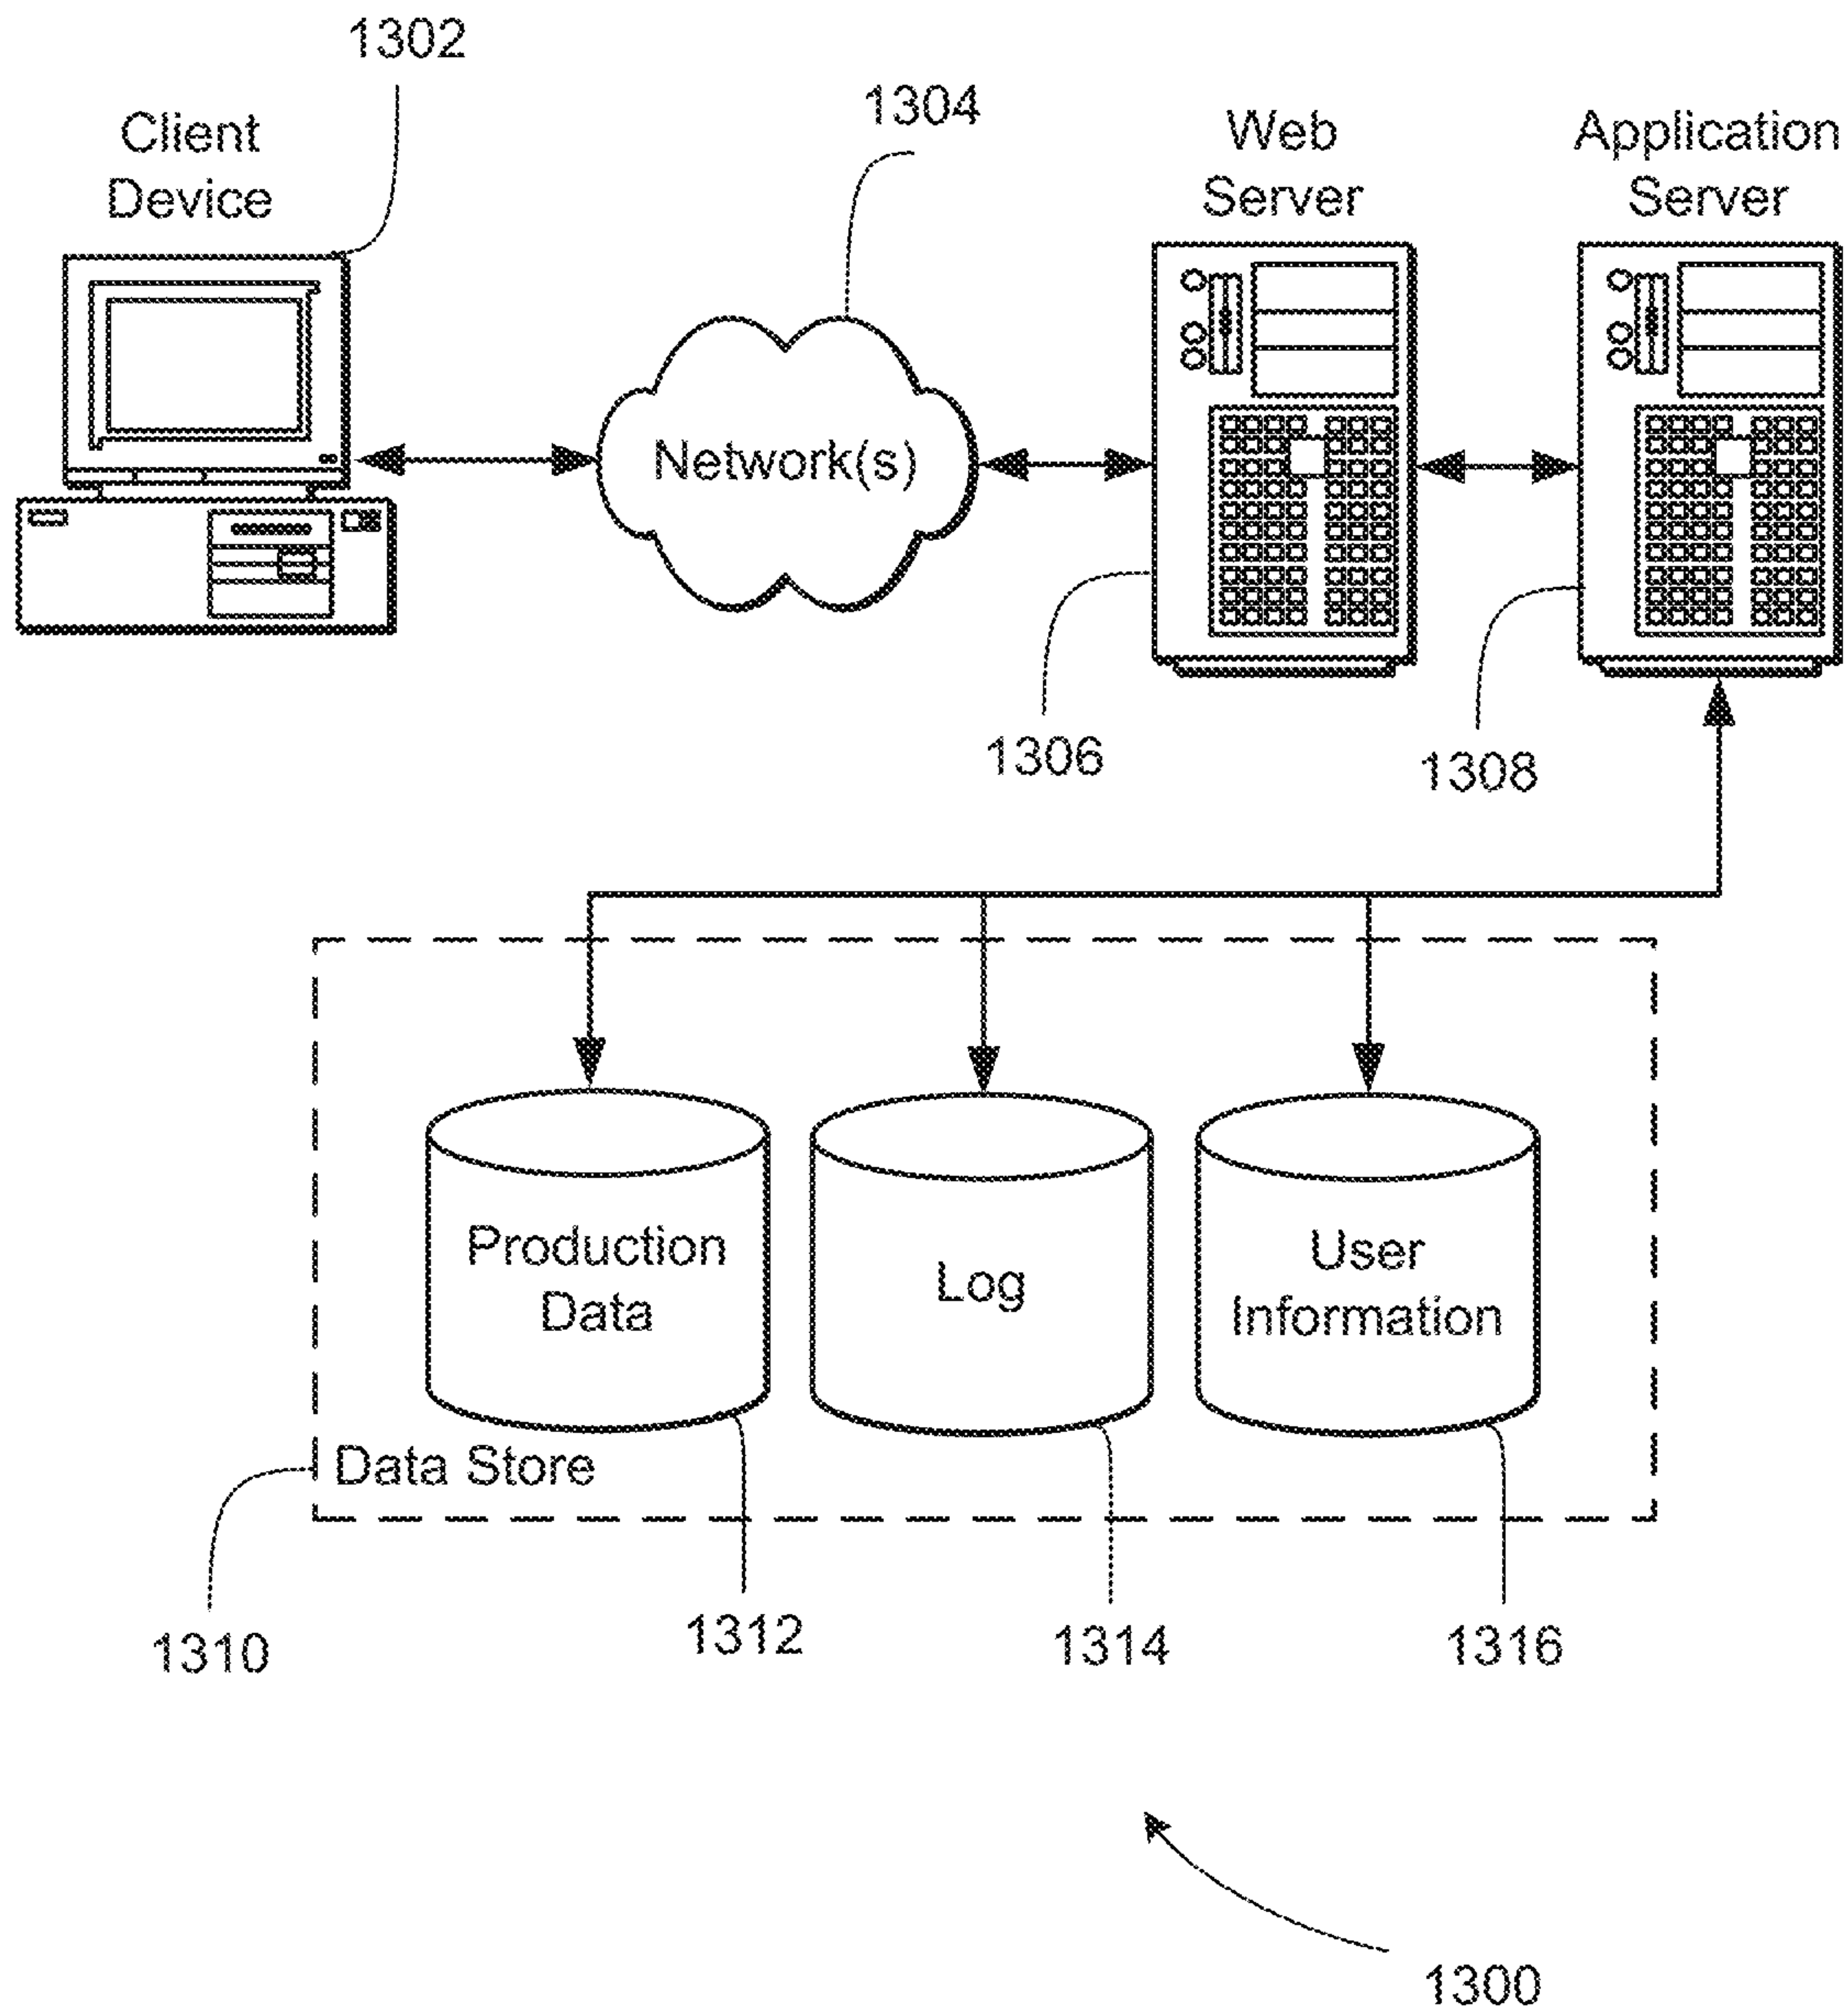 1302
1304
Client
Device
Web
Server
Application
Server
Network(s)
1306
1308
Production
Data
Log
User
Information
Data Store
1310
1312
1314
1316
1300